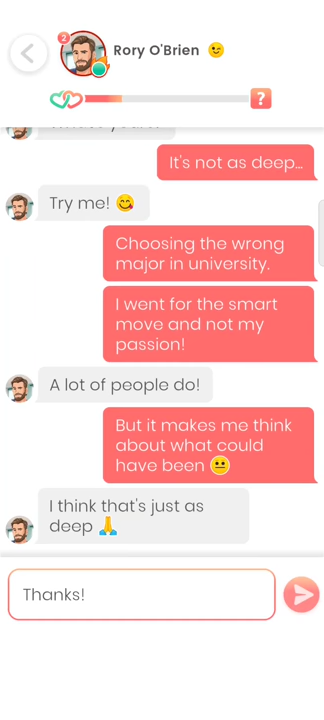 2
Rory O'Brien 😉
?
It's not as deep...
Try me! 😋
Choosing the wrong
major in university.
I went for the smart
move and not my
passion!
A lot of people do!
But it makes me think
about what could
have been 😐
I think that's just as
deep 🙏
Thanks!